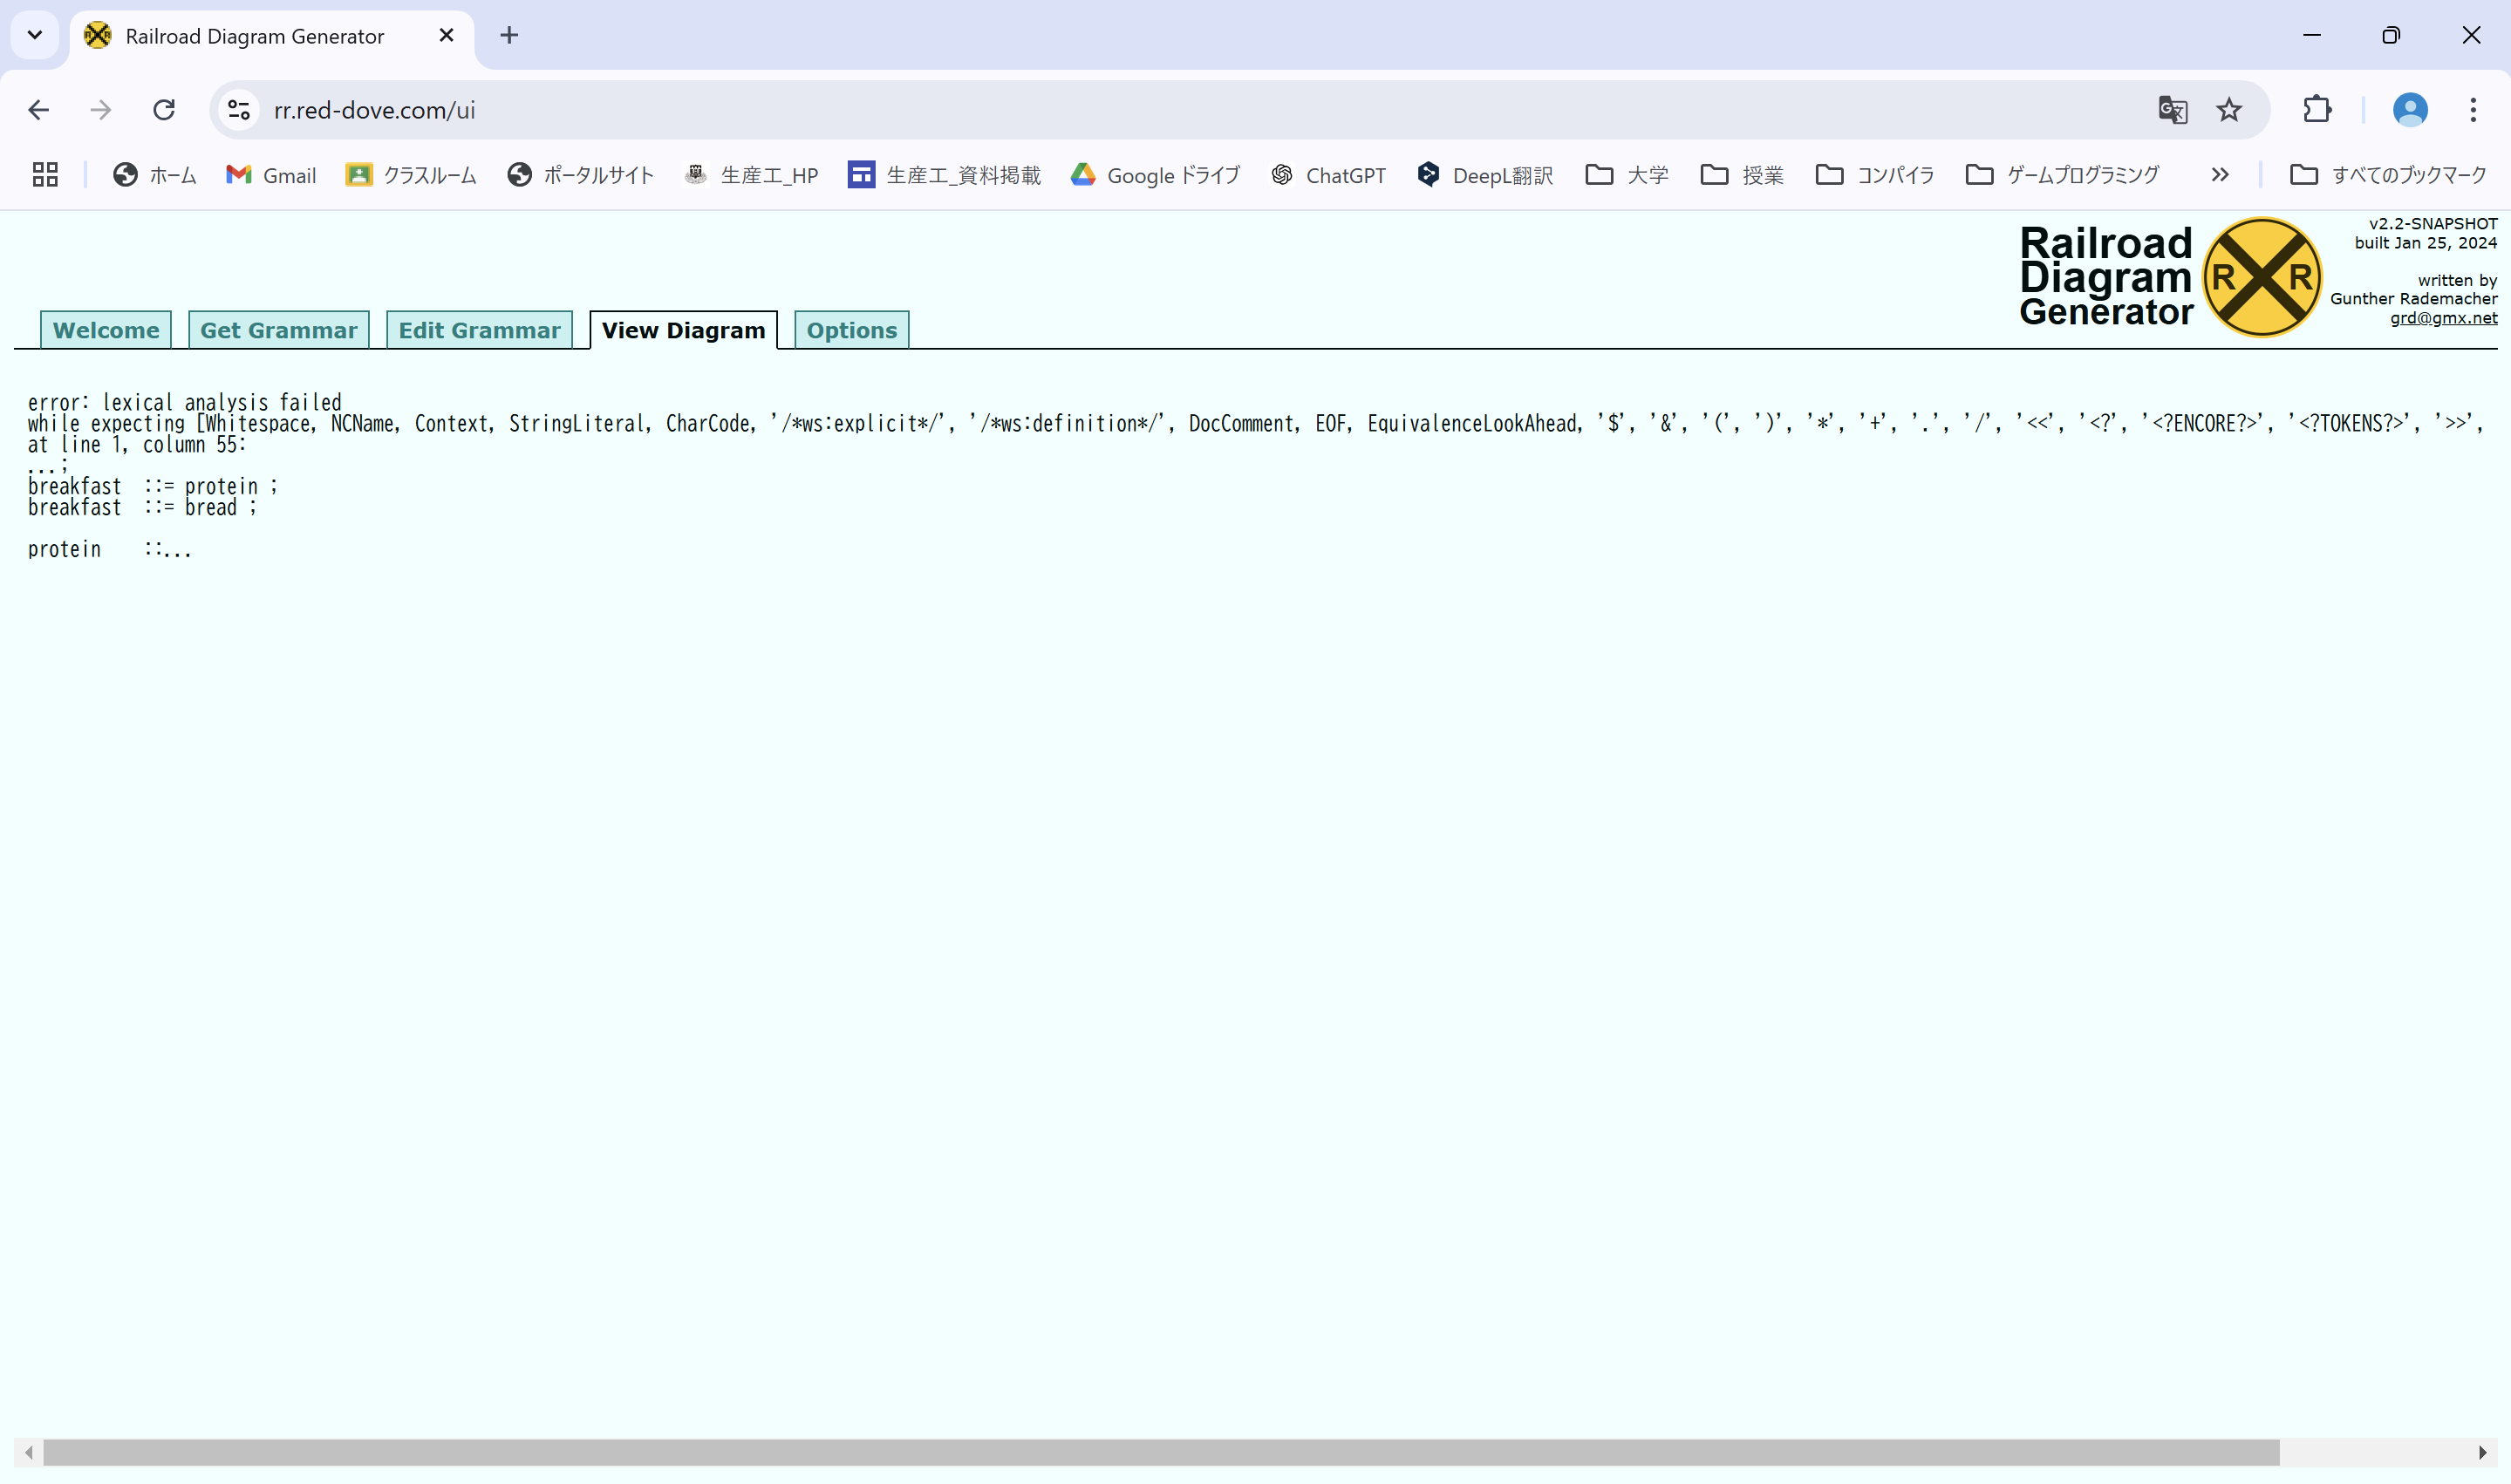 Railroad Diagram Generator
rr.red-dove.com/ui
ホーム Gmail クラスルーム ポータルサイト 生産工_HP 生産工_資料掲載 Google ドライブ ChatGPT DeepL翻訳 大学 授業 コンパイラ ゲームプログラミング » すべてのブックマーク
Railroad
Diagram
Generator
R R
v2.2-SNAPSHOT
built Jan 25, 2024
written by
Gunther Rademacher
grd@gmx.net
Welcome Get Grammar Edit Grammar View Diagram Options
error: lexical analysis failed
while expecting [Whitespace, NCName, Context, StringLiteral, CharCode, '/*ws:explicit*/', '/*ws:definition*/', DocComment, EOF, EquivalenceLookAhead, '$', '&', '(', ')', '*', '+', '.', '/', '<<', '<?', '<?ENCORE?>', '<?TOKENS?>', '>>',
at line 1, column 55:
...;
breakfast ::= protein ;
breakfast ::= bread ;
protein ::...